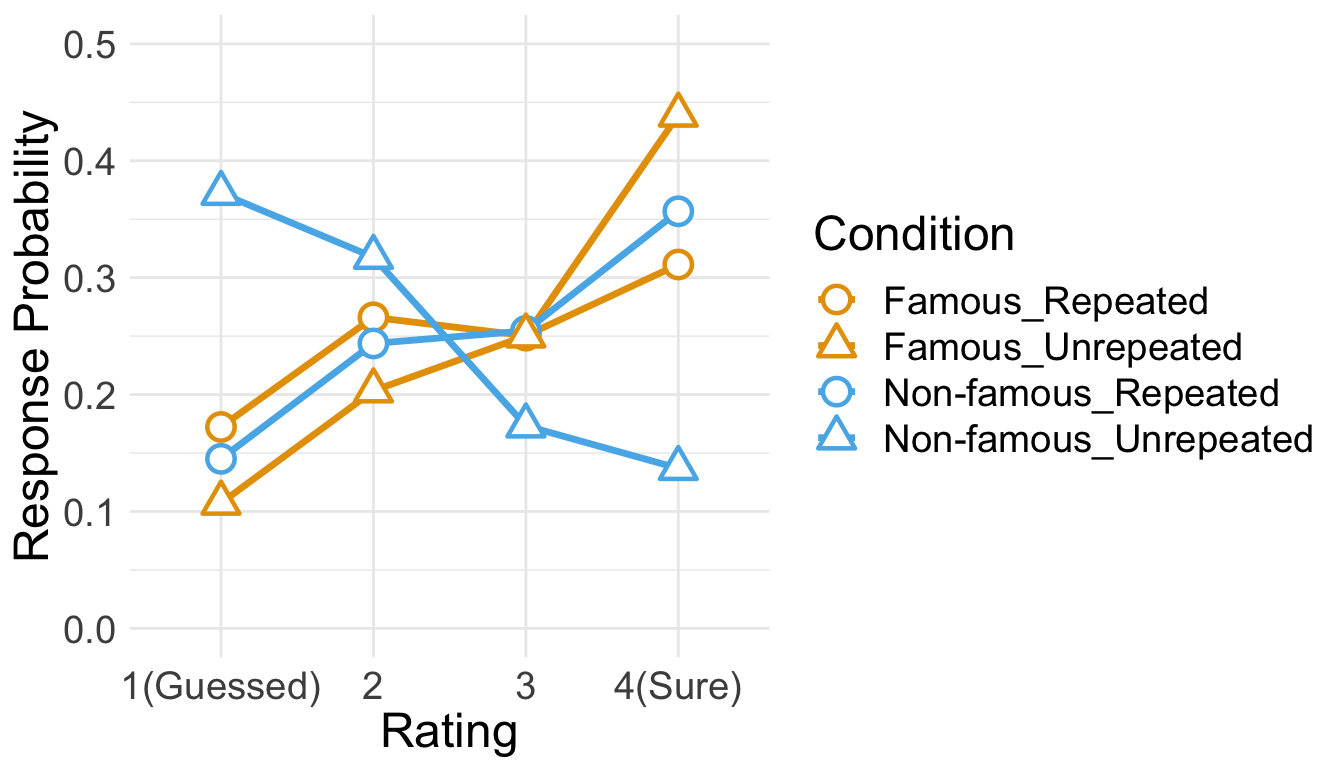 0.5
0.4
0.3
0.2
0.1
0.0
Response Probability
1(Guessed) 2 3 4(Sure)
Rating
Condition
Famous_Repeated
Famous_Unrepeated
Non-famous_Repeated
Non-famous_Unrepeated